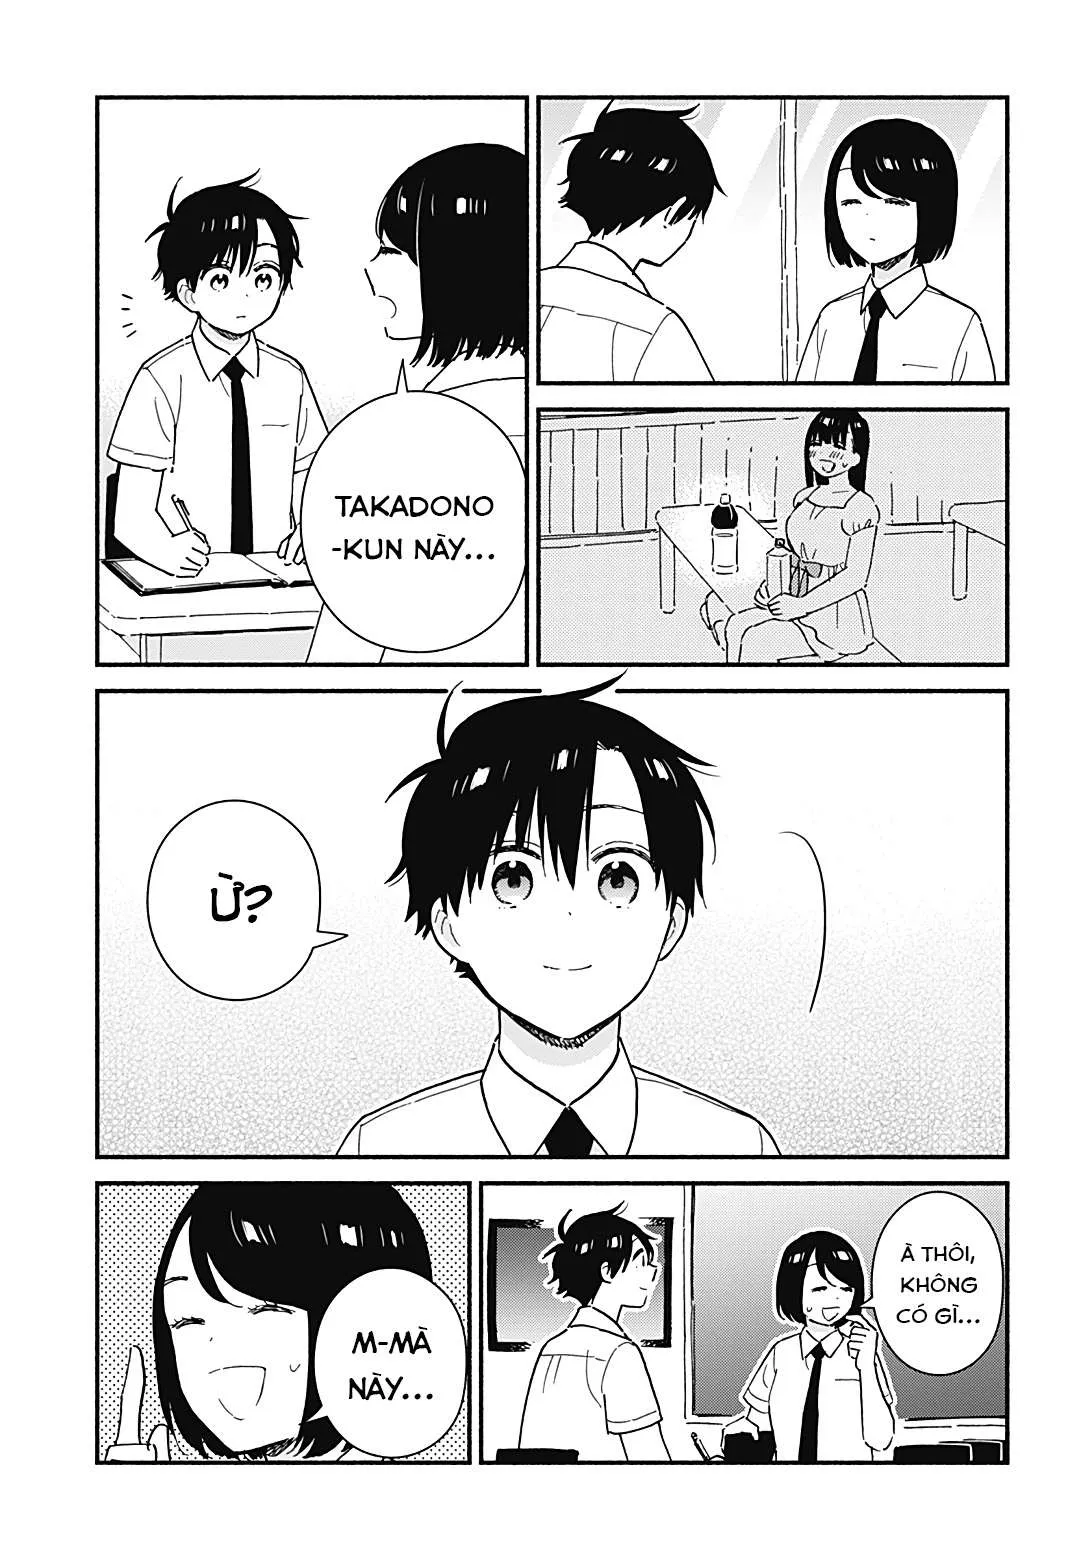 TAKADONO
-KUN NÀY...
Ừ?
À THÔI,
KHÔNG
CÓ GÌ...
M-MÀ
NÀY...